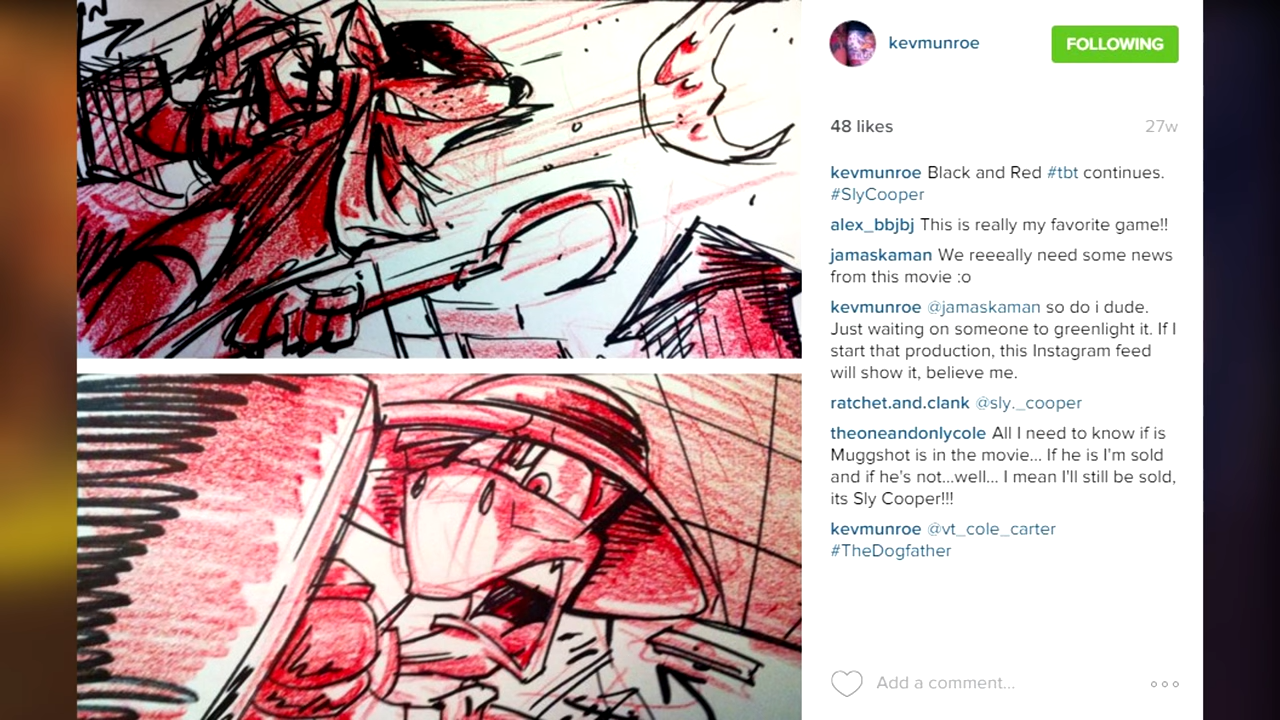 kevmunroe
FOLLOWING
48 likes
27w
kevmunroe Black and Red #tbt continues.
#SlyCooper
alex_bbjbj This is really my favorite game!!
jamaskaman We reeeally need some news
from this movie :o
kevmunroe @jamaskaman so do i dude.
Just waiting on someone to greenlight it. If I
start that production, this Instagram feed
will show it, believe me.
ratchet.and.clank @sly._cooper
theoneandonlycole All I need to know if is
Muggshot is in the movie... If he is I'm sold
and if he's not...well... I mean I'll still be sold,
its Sly Cooper!!!
kevmunroe @vt_cole_carter
#TheDogfather
Add a comment...